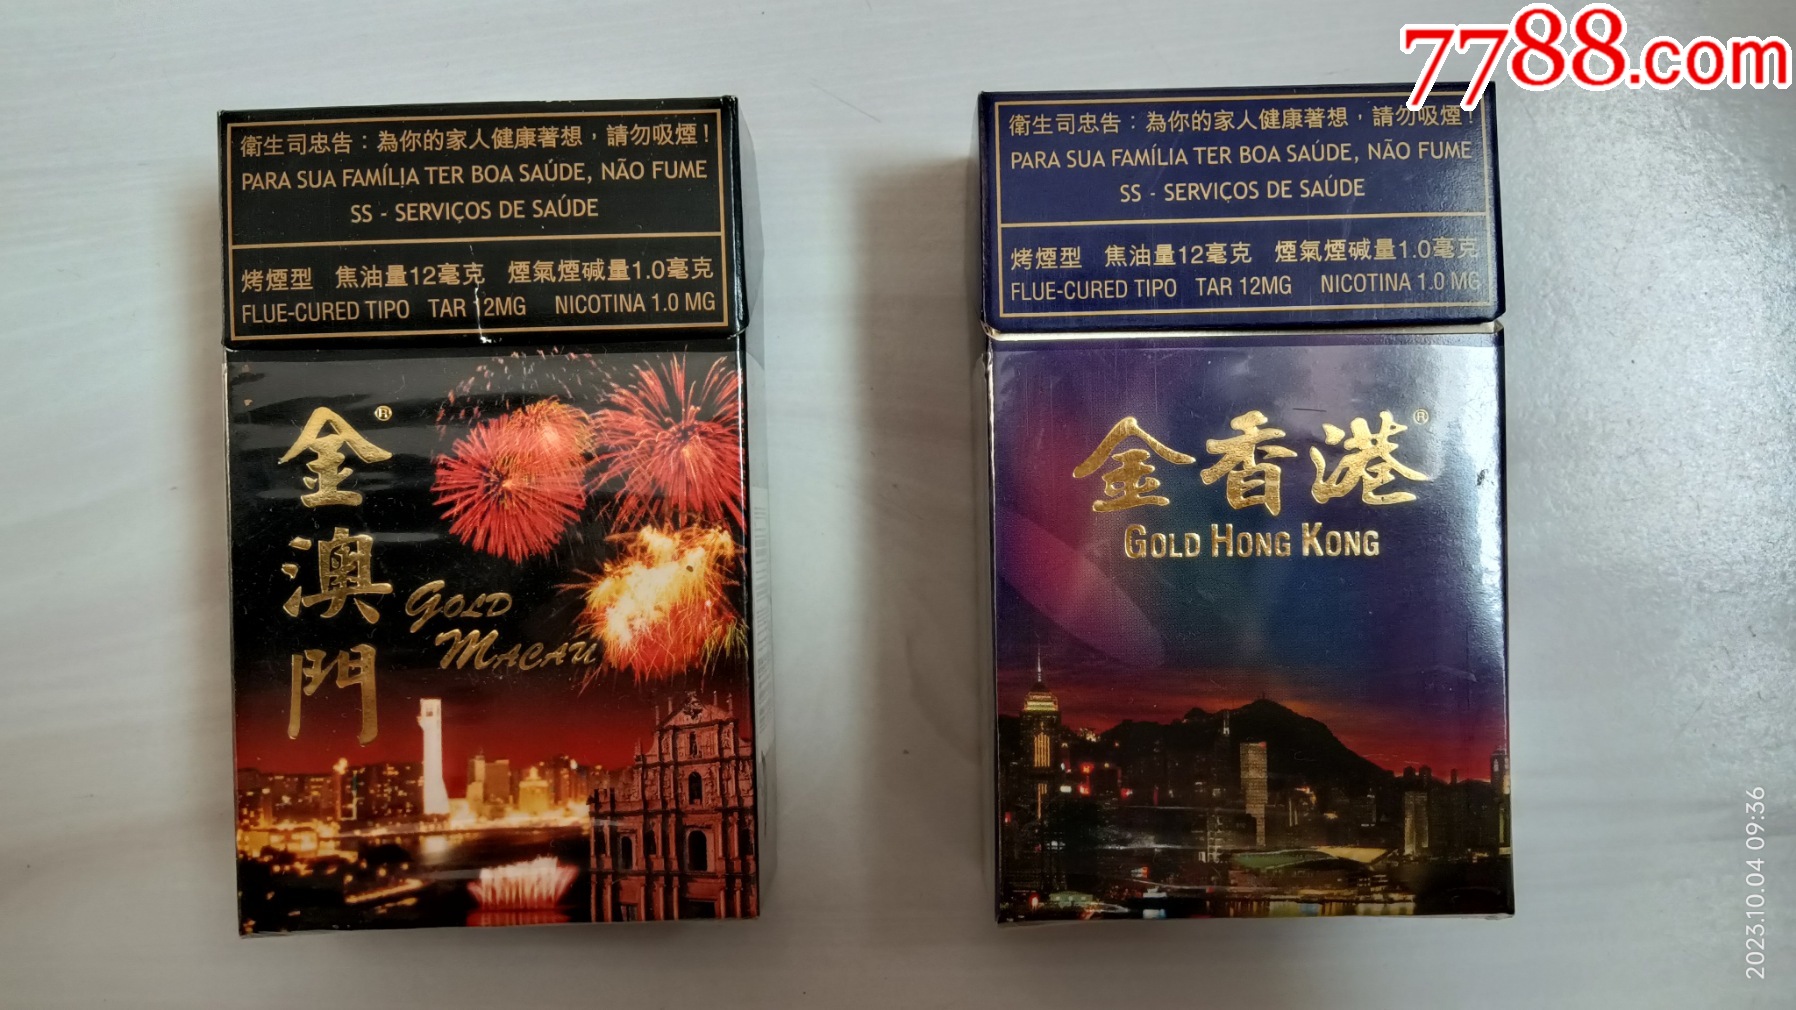 7788.com
衛生司忠告：為你的家人健康著想，請勿吸煙！
PARA SUA FAMÍLIA TER BOA SAÚDE, NÃO FUME
SS - SERVIÇOS DE SAÚDE
烤煙型 焦油量12毫克 煙氣煙碱量1.0毫克
FLUE-CURED TIPO TAR 12MG NICOTINA 1.0 MG
金澳門®
GOLD
MACAU
衛生司忠告：為你的家人健康著想，請勿吸煙！
PARA SUA FAMÍLIA TER BOA SAÚDE, NÃO FUME
SS - SERVIÇOS DE SAÚDE
烤煙型 焦油量12毫克 煙氣煙碱量1.0毫克
FLUE-CURED TIPO TAR 12MG NICOTINA 1.0 MG
金香港®
GOLD HONG KONG
2023.10.04 09:36